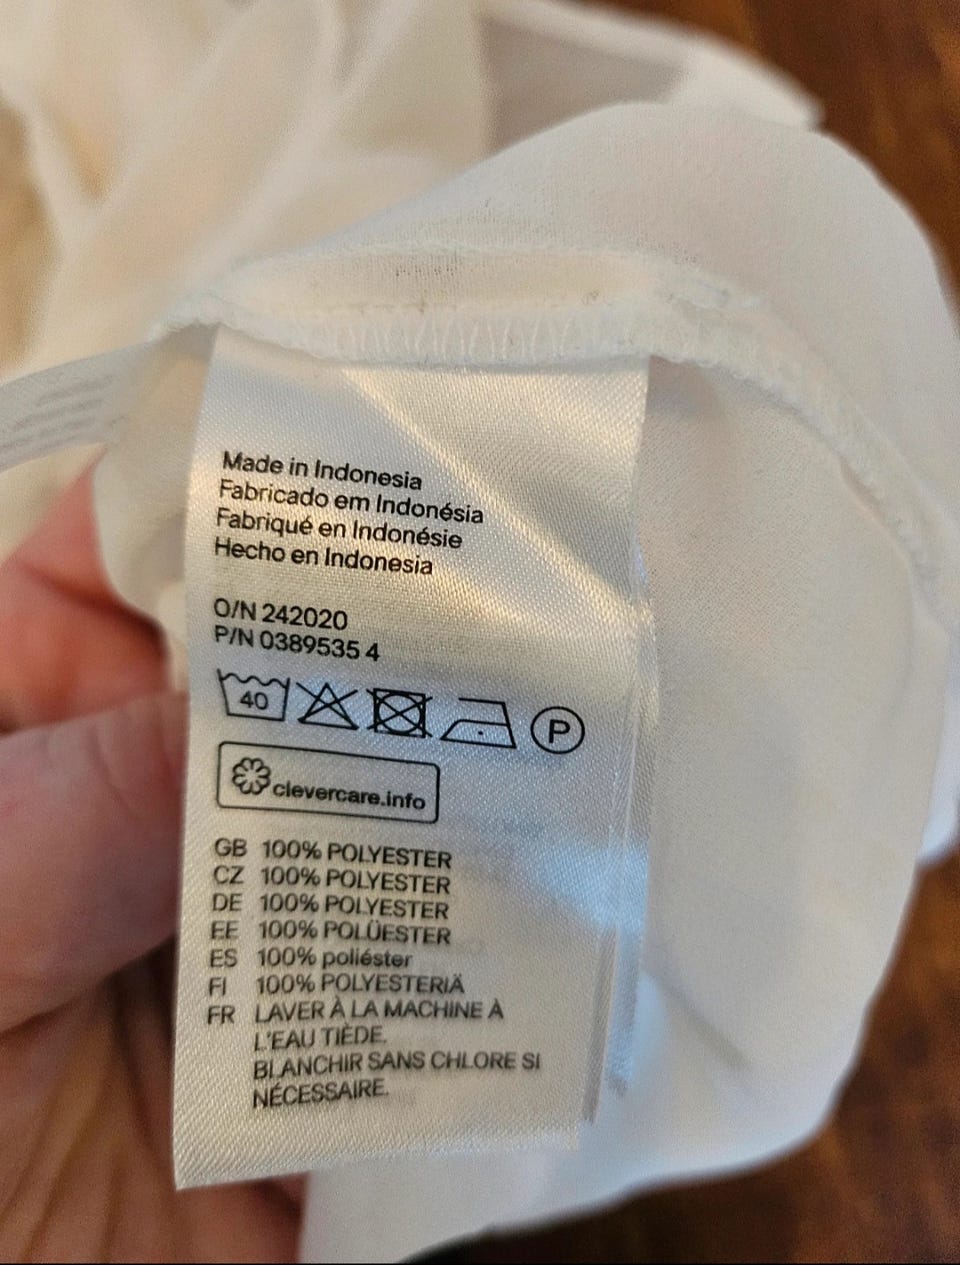 Made in Indonesia
Fabricado em Indonésia
Fabriqué en Indonésie
Hecho en Indonesia
O/N 242020
P/N 0389535 4
40 P
clevercare.info
GB 100% POLYESTER
CZ 100% POLYESTER
DE 100% POLYESTER
EE 100% POLÜESTER
ES 100% poliéster
FI 100% POLYESTERIÄ
FR LAVER À LA MACHINE À
L'EAU TIÈDE.
BLANCHIR SANS CHLORE SI
NÉCESSAIRE.